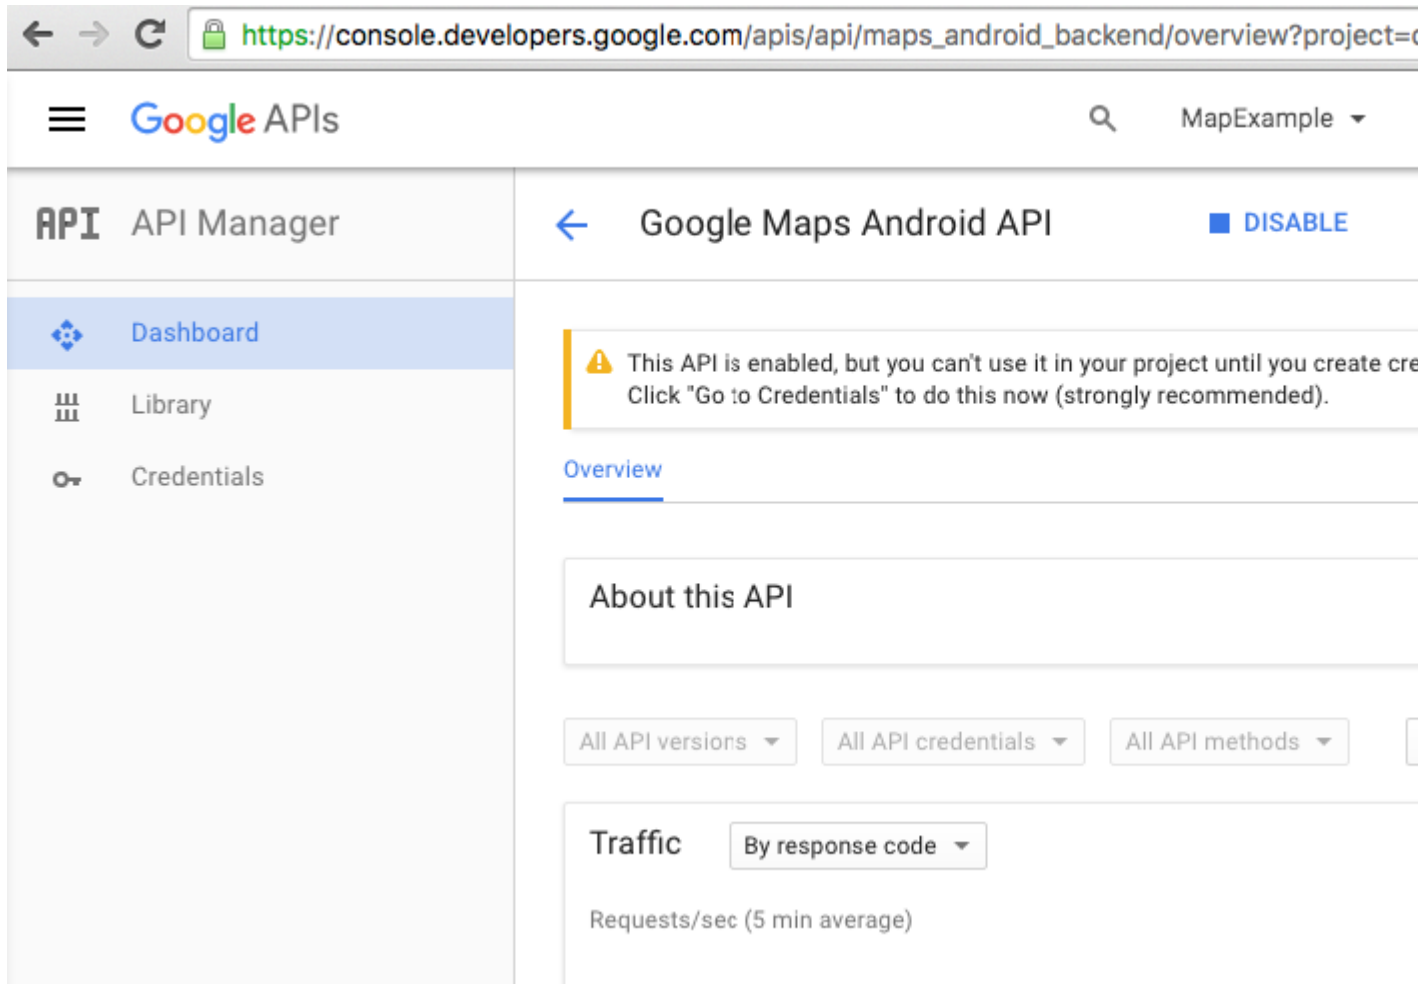 https://console.developers.google.com/apis/api/maps_android_backend/overview?project=
Google APIs
MapExample
API API Manager
Google Maps Android API
DISABLE
Dashboard
Library
Credentials
This API is enabled, but you can't use it in your project until you create cre
Click "Go to Credentials" to do this now (strongly recommended).
Overview
About this API
All API versions
All API credentials
All API methods
Traffic
By response code
Requests/sec (5 min average)